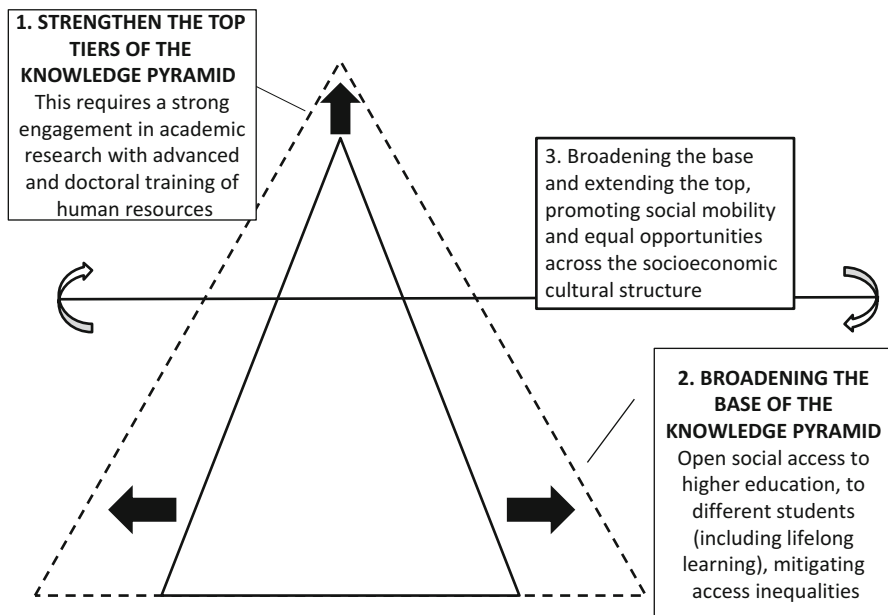 1. STRENGTHEN THE TOP
TIERS OF THE
KNOWLEDGE PYRAMID
This requires a strong
engagement in academic
research with advanced
and doctoral training of
human resources
3. Broadening the base
and extending the top,
promoting social mobility
and equal opportunities
across the socioeconomic
cultural structure
2. BROADENING THE
BASE OF THE
KNOWLEDGE PYRAMID
Open social access to
higher education, to
different students
(including lifelong
learning), mitigating
access inequalities